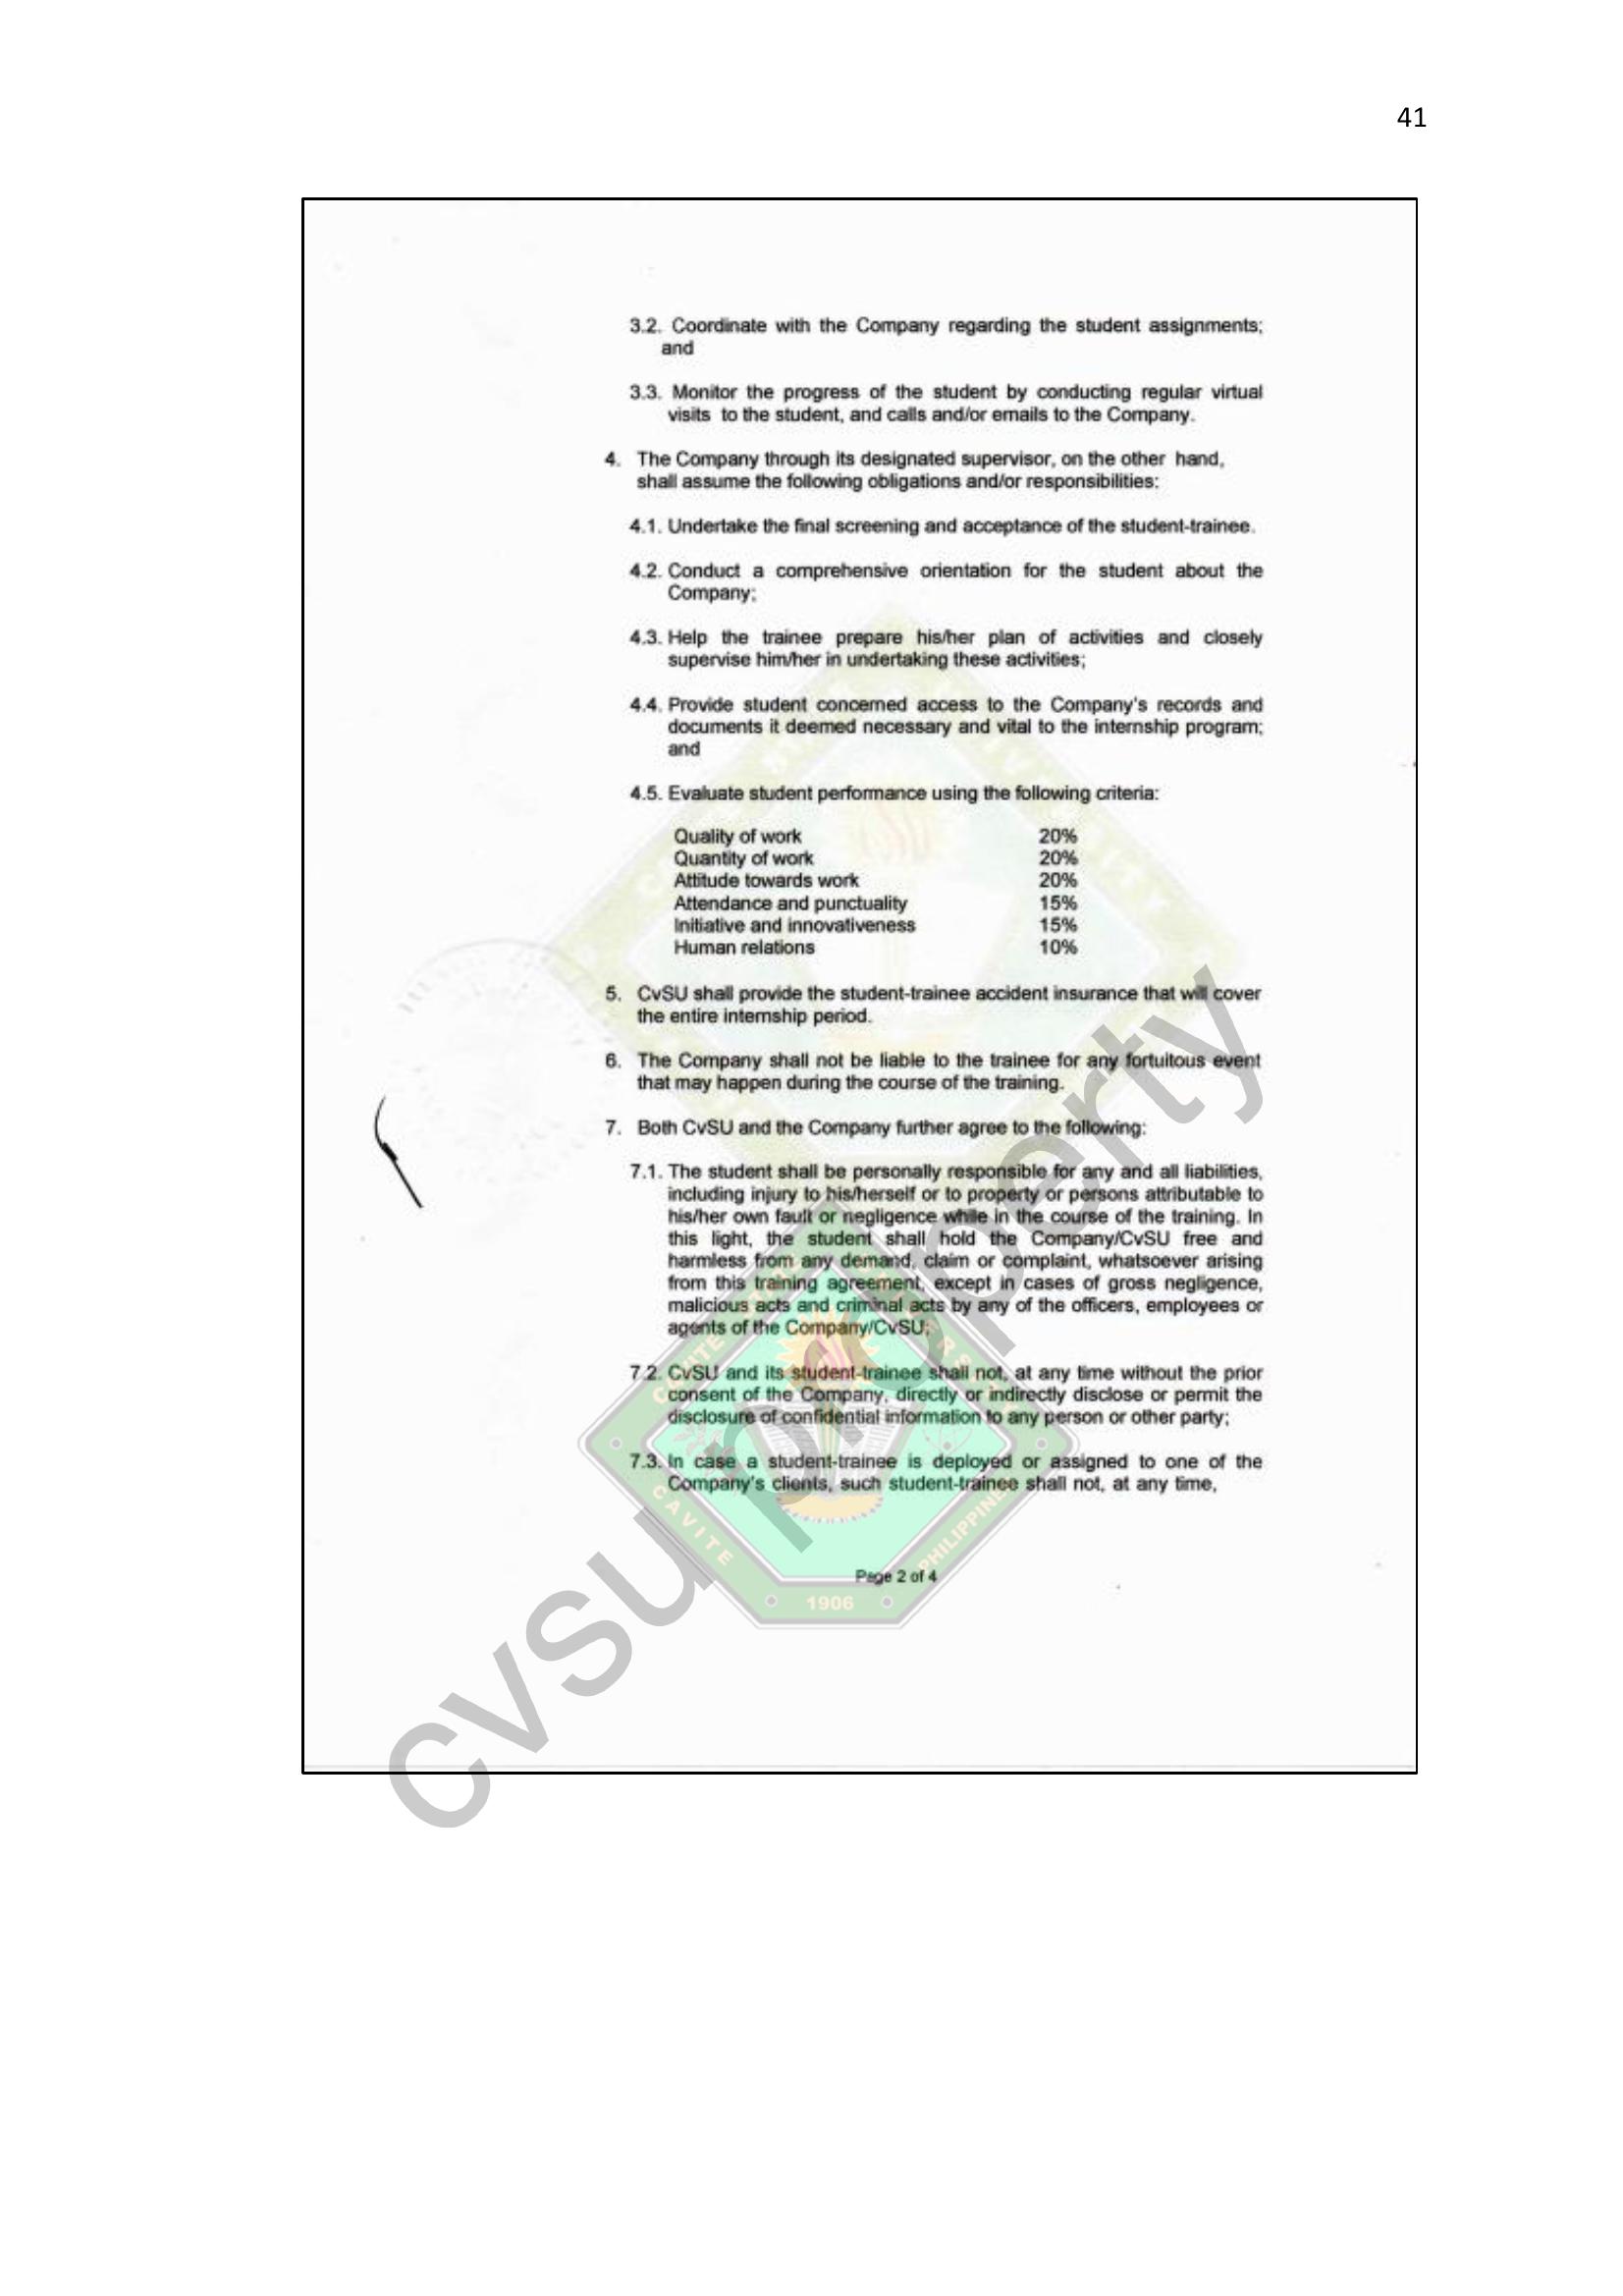 41
3.2. Coordinate with the Company regarding the student assignments;
and
3.3. Monitor the progress of the student by conducting regular virtual
visits to the student, and calls and/or emails to the Company.
4. The Company through its designated supervisor, on the other hand,
shall assume the following obligations and/or responsibilities:
4.1. Undertake the final screening and acceptance of the student-trainee.
4.2. Conduct a comprehensive orientation for the student about the
Company;
4.3. Help the trainee prepare his/her plan of activities and closely
supervise him/her in undertaking these activities;
4.4. Provide student concerned access to the Company's records and
documents it deemed necessary and vital to the internship program;
and
4.5. Evaluate student performance using the following criteria:
Quality of work 20%
Quantity of work 20%
Attitude towards work 20%
Attendance and punctuality 15%
Initiative and innovativeness 15%
Human relations 10%
5. CvSU shall provide the student-trainee accident insurance that will cover
the entire internship period.
6. The Company shall not be liable to the trainee for any fortuitous event
that may happen during the course of the training.
7. Both CvSU and the Company further agree to the following:
7.1. The student shall be personally responsible for any and all liabilities,
including injury to his/herself or to property or persons attributable to
his/her own fault or negligence while in the course of the training. In
this light, the student shall hold the Company/CvSU free and
harmless from any demand, claim or complaint, whatsoever arising
from this training agreement, except in cases of gross negligence,
malicious acts and criminal acts by any of the officers, employees or
agents of the Company/CvSU;
7.2. CvSU and its student-trainee shall not, at any time without the prior
consent of the Company, directly or indirectly disclose or permit the
disclosure of confidential information to any person or other party;
7.3. In case a student-trainee is deployed or assigned to one of the
Company's clients, such student-trainee shall not, at any time,
Page 2 of 4
cvsu property
CAVITE
PHILIPPINES
1906